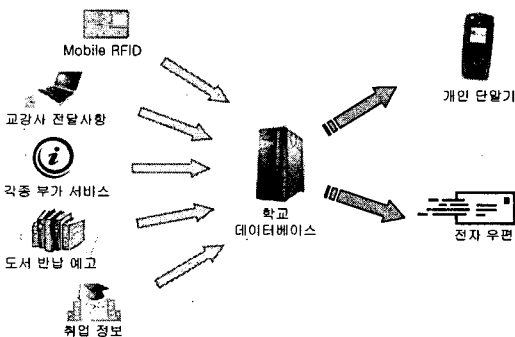 Mobile RFID
교강사 전달사항
각종 부가 서비스
도서 반납 예고
취업 정보
학교
데이터베이스
개인 단말기
전자 우편